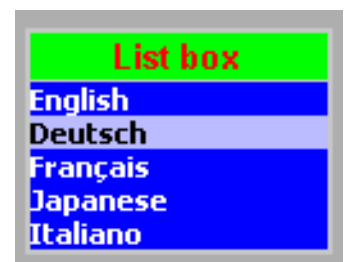 List box
English
Deutsch
Français
Japanese
Italiano